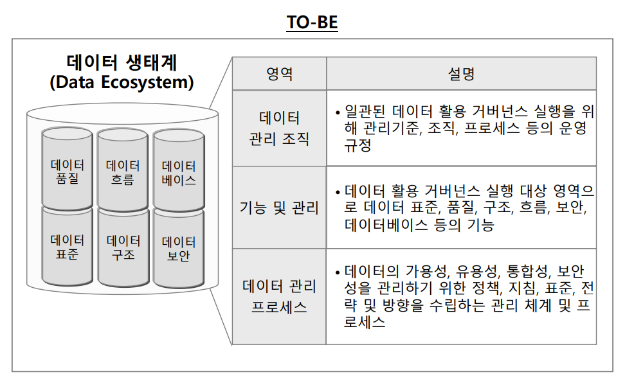 TO-BE
데이터 생태계
(Data Ecosystem)
데이터
품질
데이터
흐름
데이터
베이스
데이터
표준
데이터
구조
데이터
보안
영역
설명
데이터
관리 조직
• 일관된 데이터 활용 거버넌스 실행을 위
해 관리기준, 조직, 프로세스 등의 운영
규정
기능 및 관리
• 데이터 활용 거버넌스 실행 대상 영역으
로 데이터 표준, 품질, 구조, 흐름, 보안,
데이터베이스 등의 기능
데이터 관리
프로세스
• 데이터의 가용성, 유용성, 통합성, 보안
성을 관리하기 위한 정책, 지침, 표준, 전
략 및 방향을 수립하는 관리 체계 및 프
로세스